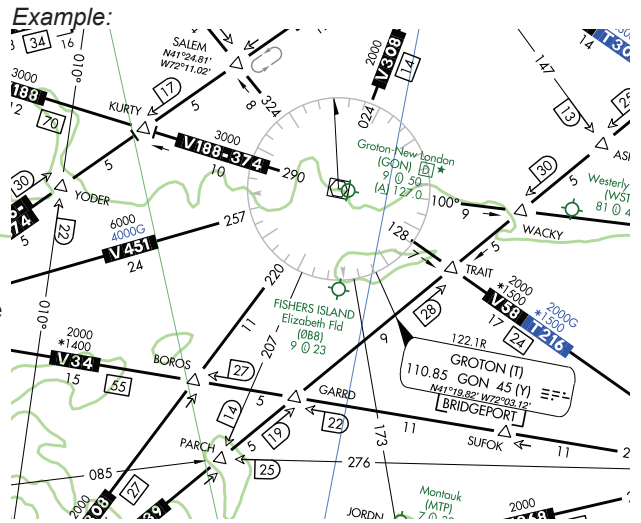 Example:
34
16
010°
SALEM
N41°24.81'
W72°11.02'
2000
V308
14
024
147
14
13
3000
188
12
70
KURTY
17
5
8
324
3000
V188-374
10
290
Groton-New London
(GON) D ★
9 50
(A) 127.0
30
5
YODER
5
5
22
100°
9
30
5
WACKY
Westerly
(WST
81
6000
4000G
V451
24
257
128
7
5
TRAIT
010°
220
11
FISHERS ISLAND
Elizabeth Fld
(0B8)
9 23
207
28
9
2000
*1500
V58
17
24
2000G
*1500
T216
122.1R
GROTON (T)
110.85 GON 45 (Y)
N41°19.82' W72°03.12'
BRIDGEPORT
2000
*1400
V34
15
55
BOROS
27
5
GARRD
22
11
SUFOK
11
14
19
5
PARCH
25
085
27
276
173
2000
Montauk
(MTP)
JORDN